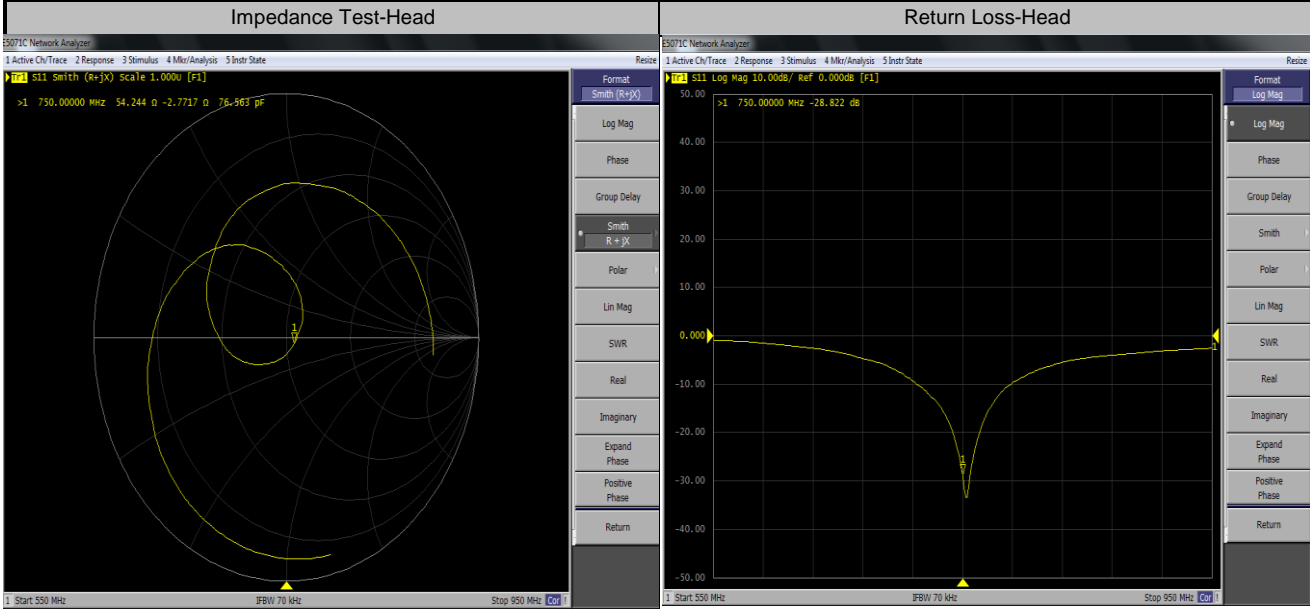 Impedance Test-Head
Return Loss-Head
E5071C Network Analyzer
1 Active Ch/Trace 2 Response 3 Stimulus 4 Mkr/Analysis 5 Instr State
Resize
Tr1 S11 Smith (R+jX) Scale 1.000U [F1]
>1 750.00000 MHz 54.244 Ω -2.7717 Ω 76.563 pF
1
Format
Smith (R+jX)
Log Mag
Phase
Group Delay
Smith
R + jX
Polar
Lin Mag
SWR
Real
Imaginary
Expand
Phase
Positive
Phase
Return
1 Start 550 MHz
IFBW 70 kHz
Stop 950 MHz Cor !
E5071C Network Analyzer
1 Active Ch/Trace 2 Response 3 Stimulus 4 Mkr/Analysis 5 Instr State
Resize
Tr1 S11 Log Mag 10.00dB/ Ref 0.000dB [F1]
50.00
>1 750.00000 MHz -28.822 dB
40.00
30.00
20.00
10.00
0.000
-10.00
-20.00
-30.00
-40.00
-50.00
1
1
Format
Log Mag
Log Mag
Phase
Group Delay
Smith
Polar
Lin Mag
SWR
Real
Imaginary
Expand
Phase
Positive
Phase
Return
1 Start 550 MHz
IFBW 70 kHz
Stop 950 MHz Cor !